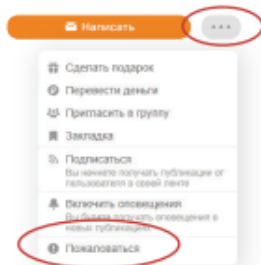 Написать
Сделать подарок
Перевести деньги
Пригласить в группу
Закладка
Подписаться
Вы начнете получать публикации от
пользователя в своей ленте
Включить оповещения
Вы будете получать оповещения о
новых публикациях
Пожаловаться